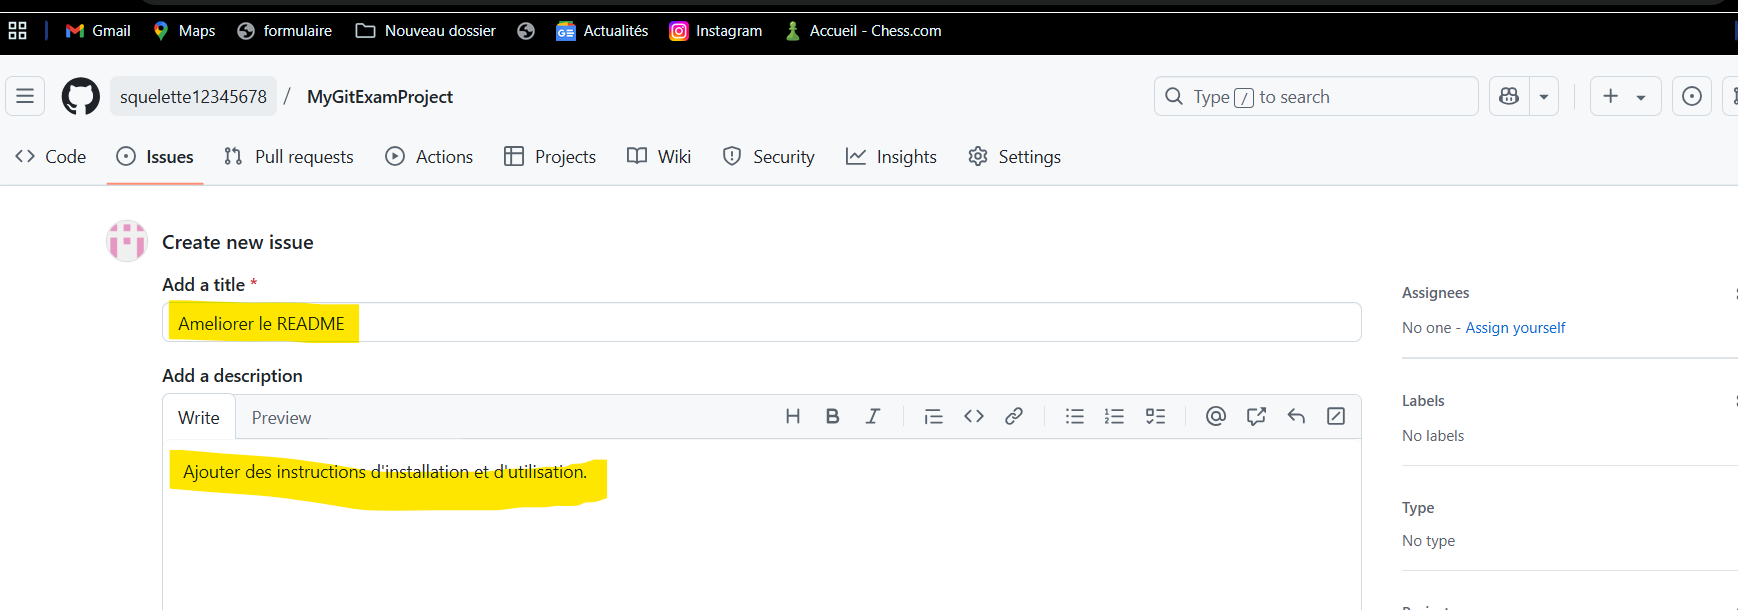 Gmail Maps formulaire Nouveau dossier Actualités Instagram Accueil - Chess.com
squelette12345678 / MyGitExamProject Type / to search
Code Issues Pull requests Actions Projects Wiki Security Insights Settings
Create new issue
Add a title *
Ameliorer le README
Assignees
No one - Assign yourself
Add a description
Labels
Write Preview
No labels
Ajouter des instructions d'installation et d'utilisation.
Type
No type